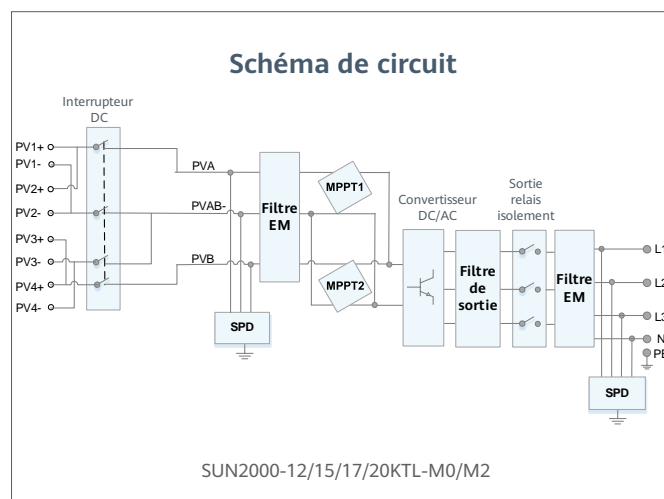 Schéma de circuit
Interrupteur
DC
PV1+
PV1-
PV2+
PV2-
PV3+
PV3-
PV4+
PV4-
PVA
PVAB-
PVB
Filtre
EM
SPD
MPPT1
MPPT2
Convertisseur
DC/AC
Filtre
de
sortie
Sortie
relais
isolement
Filtre
EM
L1
L2
L3
N
PE
SPD
SUN2000-12/15/17/20KTL-M0/M2